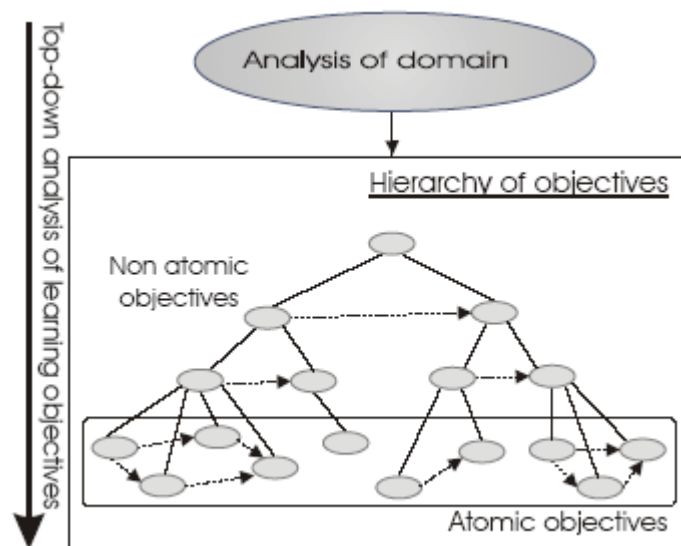 Top-down analysis of learning objectives
Analysis of domain
Hierarchy of objectives
Non atomic
objectives
Atomic objectives